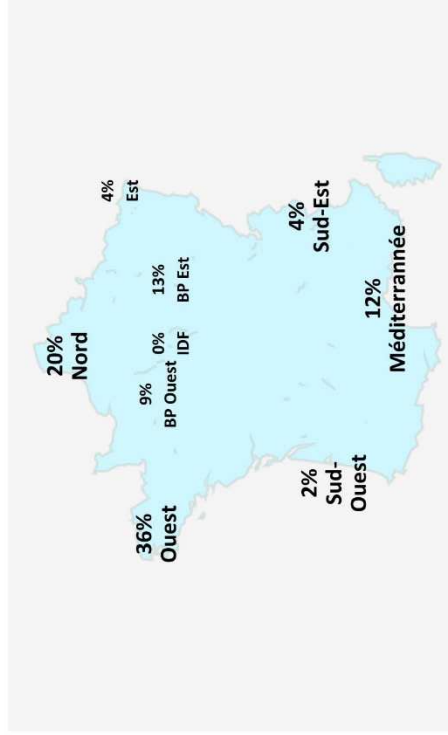 20%
Nord
4%
Est
9%
BP Ouest
0%
IDF
13%
BP Est
36%
Ouest
4%
Sud-Est
2%
Sud-
Ouest
12%
Méditerrannée